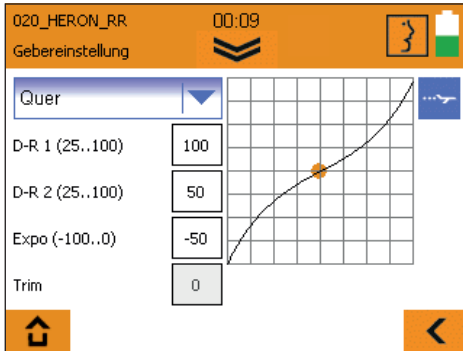 020_HERON_RR 00:09
Gebereinstellung
Quer
D-R 1 (25..100) 100
D-R 2 (25..100) 50
Expo (-100..0) -50
Trim 0